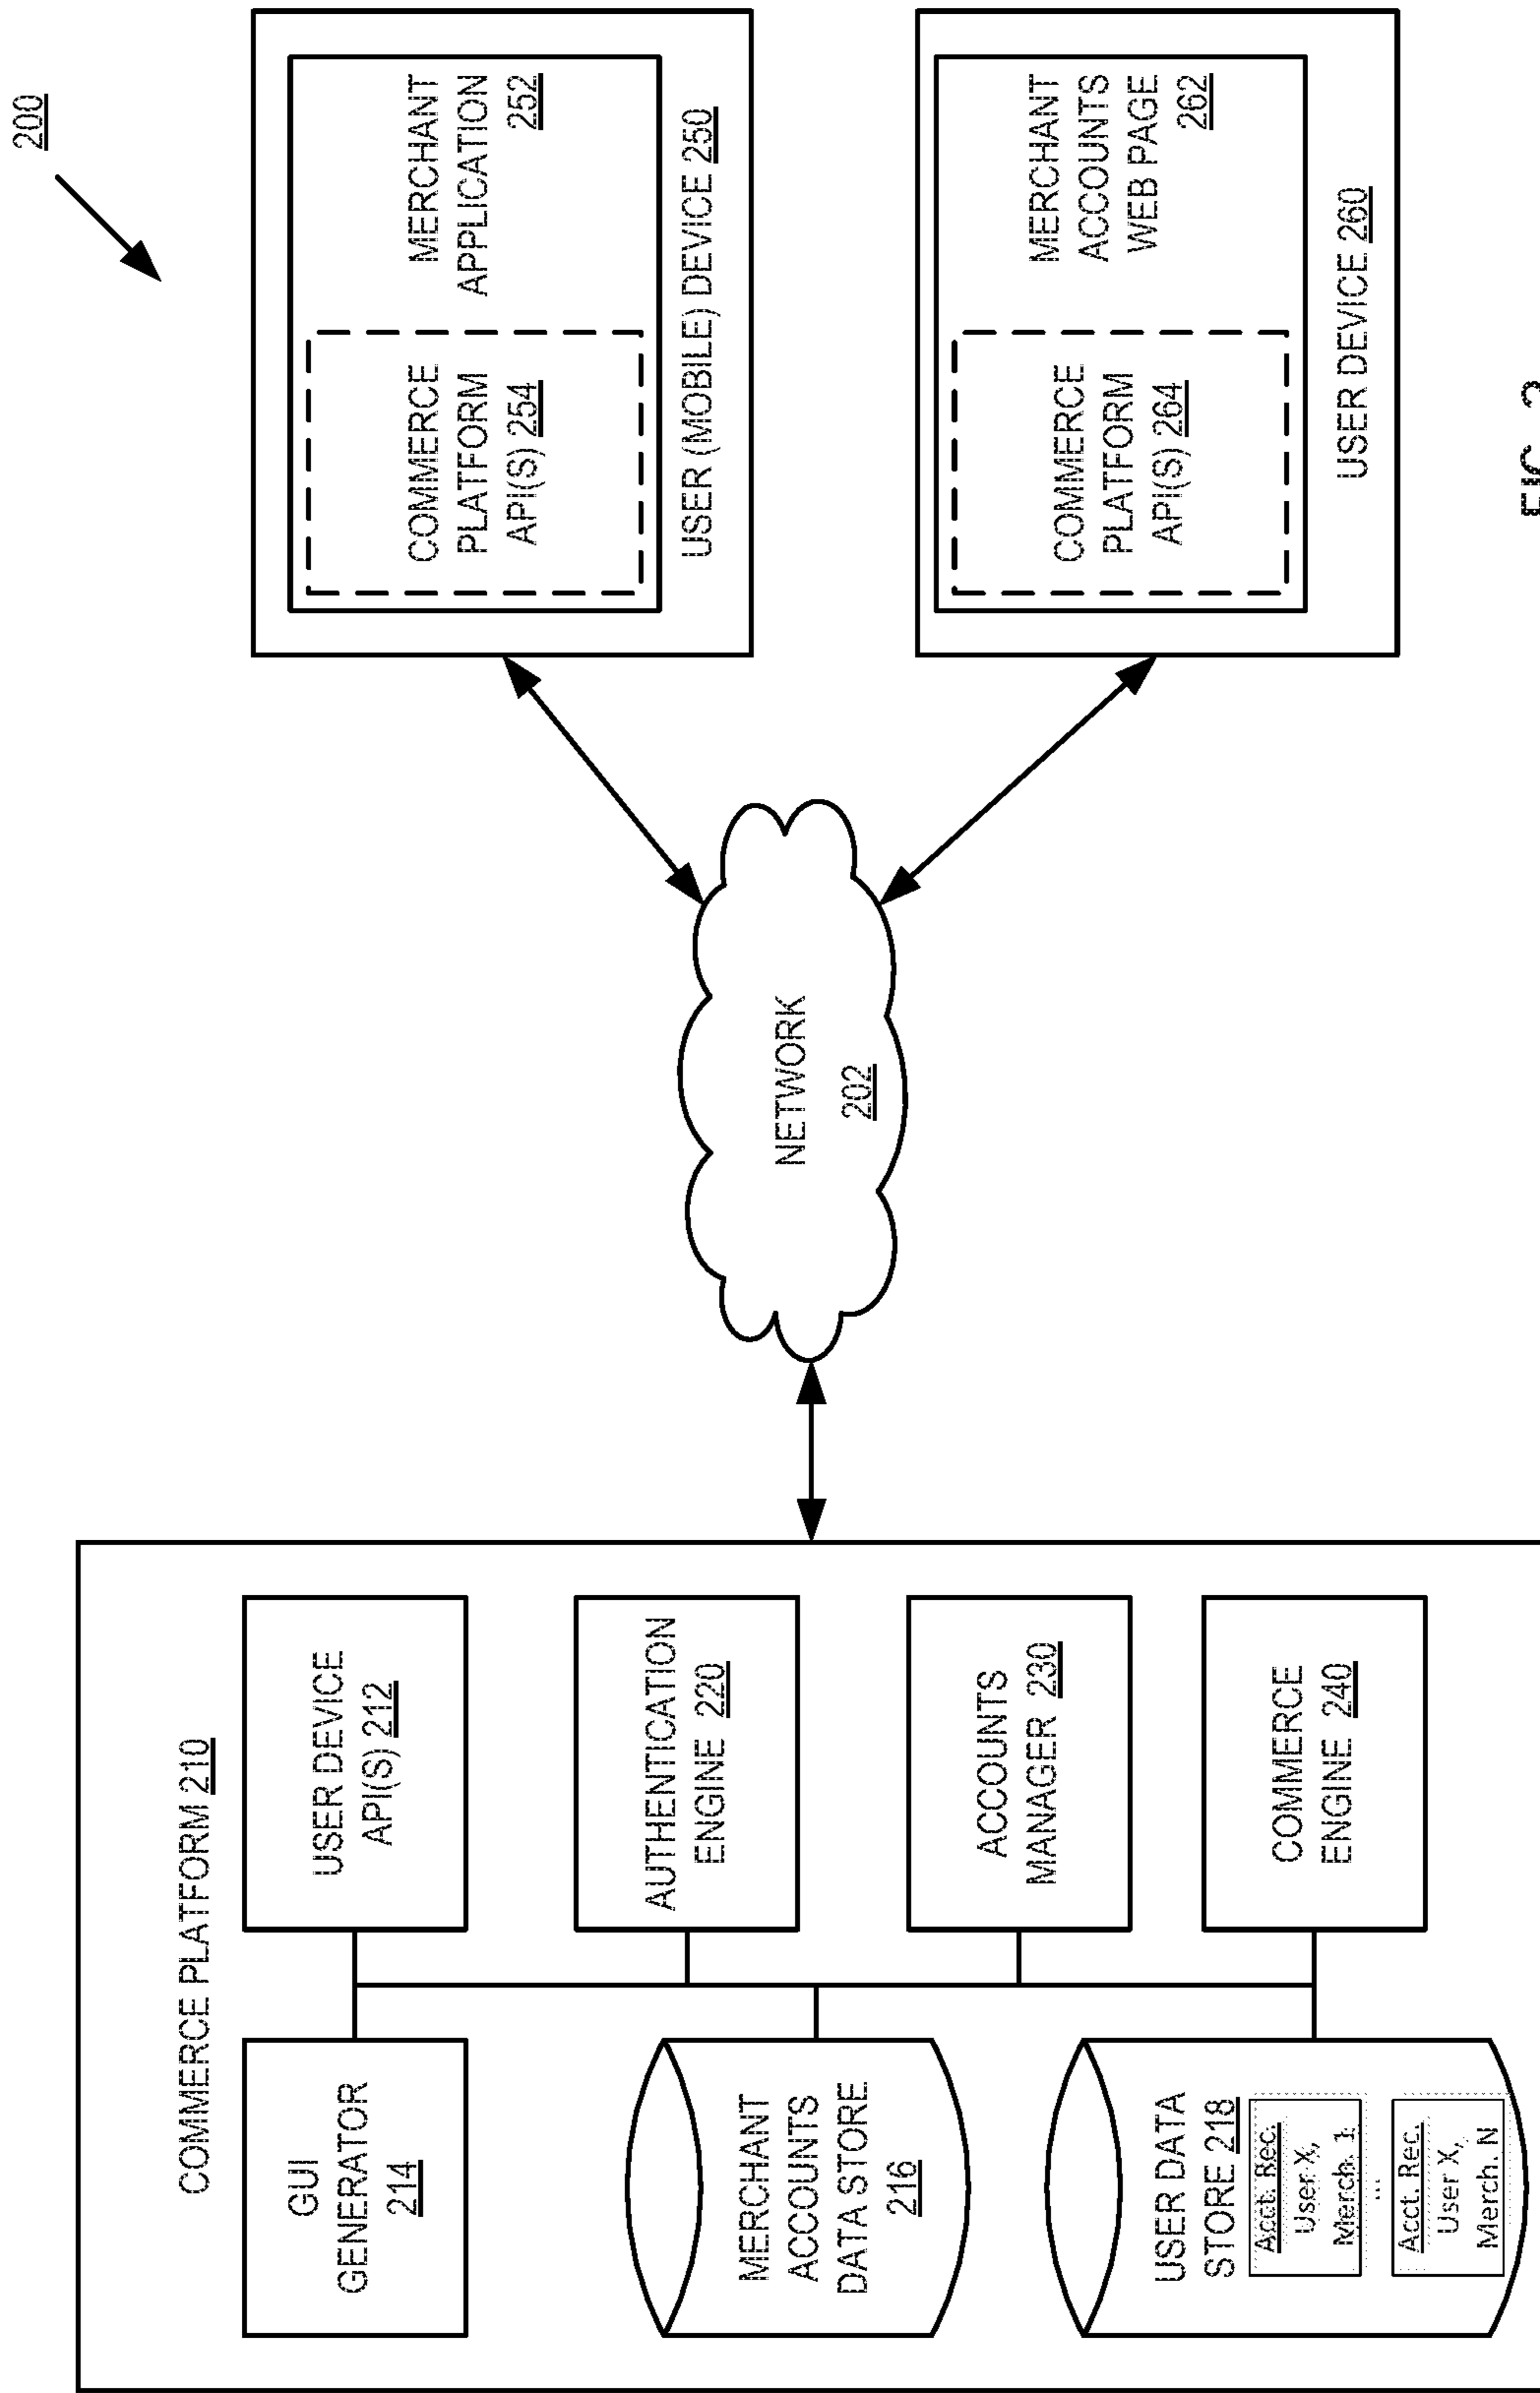 200
COMMERCE PLATFORM 210
GUI
GENERATOR
214
USER DEVICE
API(S) 212
MERCHANT
ACCOUNTS
DATA STORE
216
AUTHENTICATION
ENGINE 220
ACCOUNTS
MANAGER 230
USER DATA
STORE 218
Acct. Rec.
User X,
Merch. 1
...
Acct. Rec.
User X,
Merch. N
COMMERCE
ENGINE 240
NETWORK
202
COMMERCE
PLATFORM
API(S) 254
MERCHANT
APPLICATION
252
USER (MOBILE) DEVICE 250
COMMERCE
PLATFORM
API(S) 264
MERCHANT
ACCOUNTS
WEB PAGE
262
USER DEVICE 260